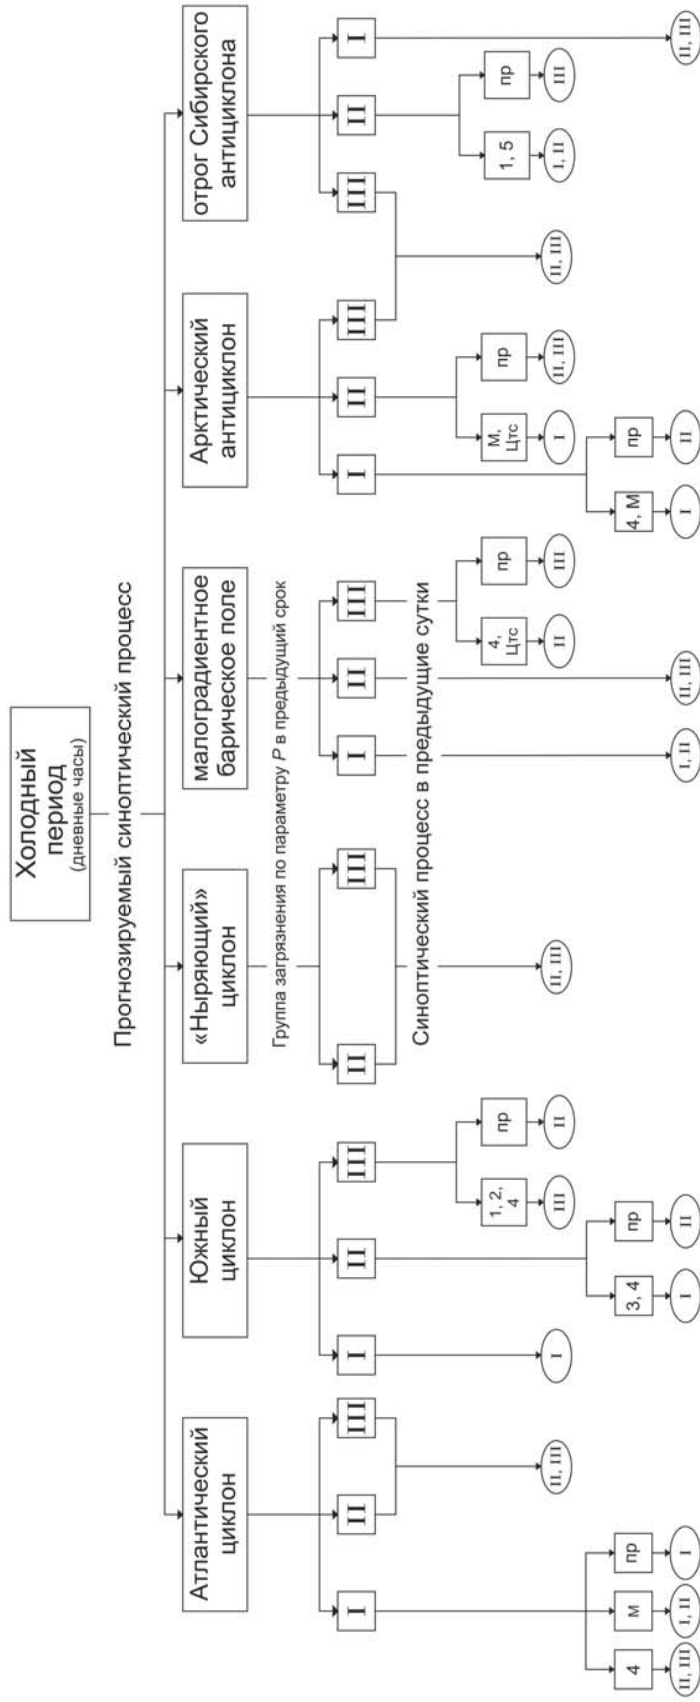 Холодный
период
(дневные часы)
Прогнозируемый синоптический процесс
Атлантический
циклон
Южный
циклон
«Ныряющий»
циклон
малоградиентное
барическое поле
Арктический
антициклон
отрог Сибирского
антициклона
Группа загрязнения по параметру P в предыдущий срок
I
II
III
I
II
III
II
III
I
II
III
I
II
III
III
II
I
Синоптический процесс в предыдущие сутки
1, 2,
4
пр
4,
Цтс
пр
М,
Цтс
пр
1, 5
пр
II, III
I
III
II
II, III
II
III
I
II, III
II, III
I, II
III
4
м
пр
3, 4
пр
4, М
пр
II, III
I, II
I
I
II
I, II
II, III
I
II
II, III